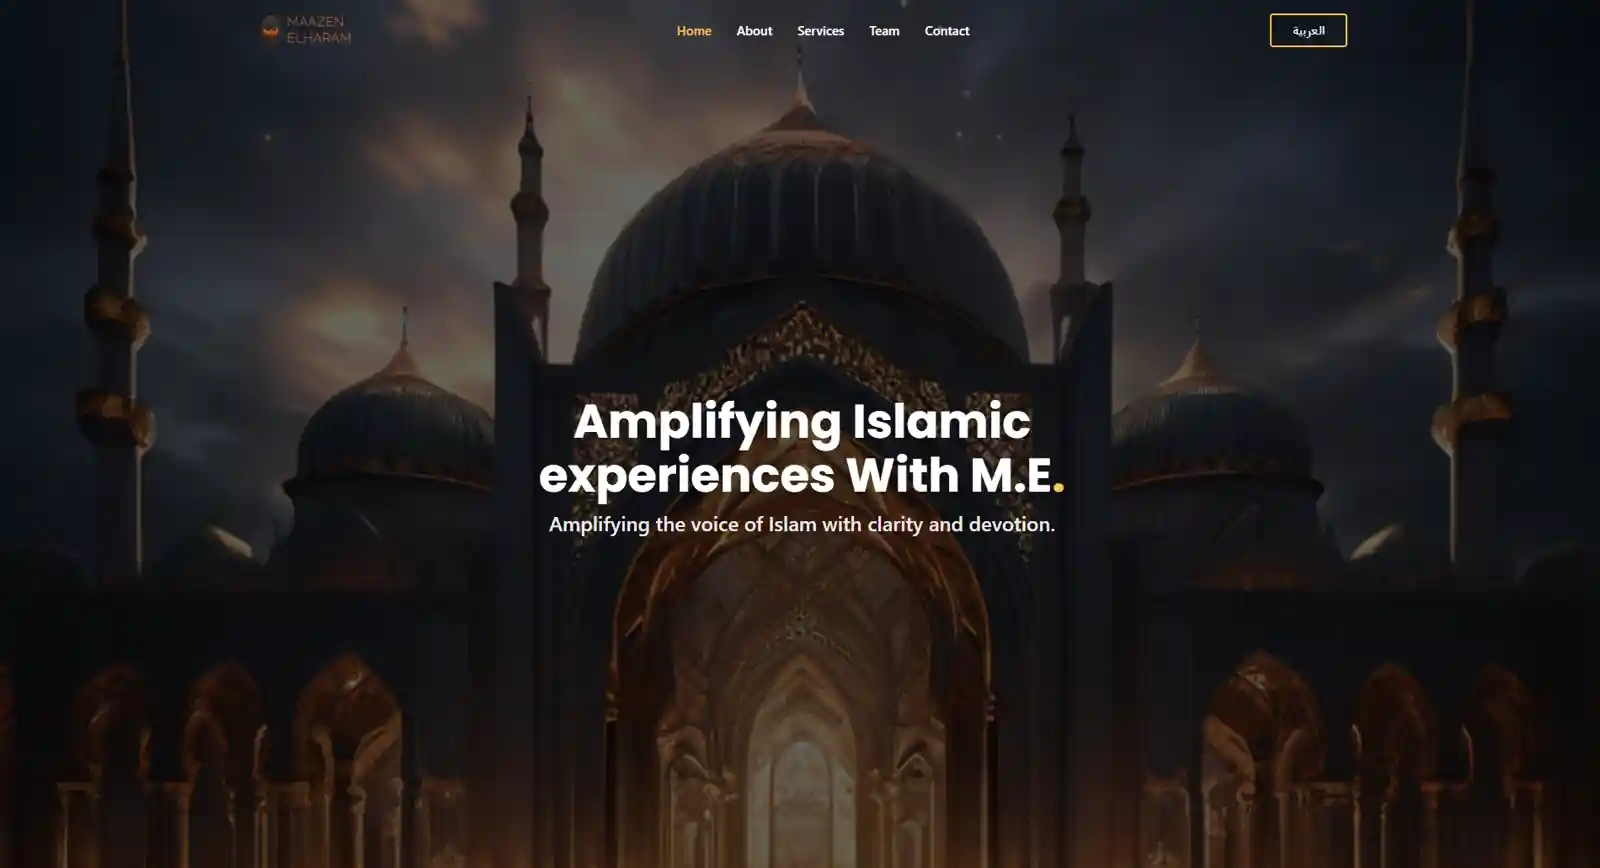 MAAZEN
ELHARAM
Home
About
Services
Team
Contact
العربية
Amplifying Islamic
experiences With M.E.
Amplifying the voice of Islam with clarity and devotion.